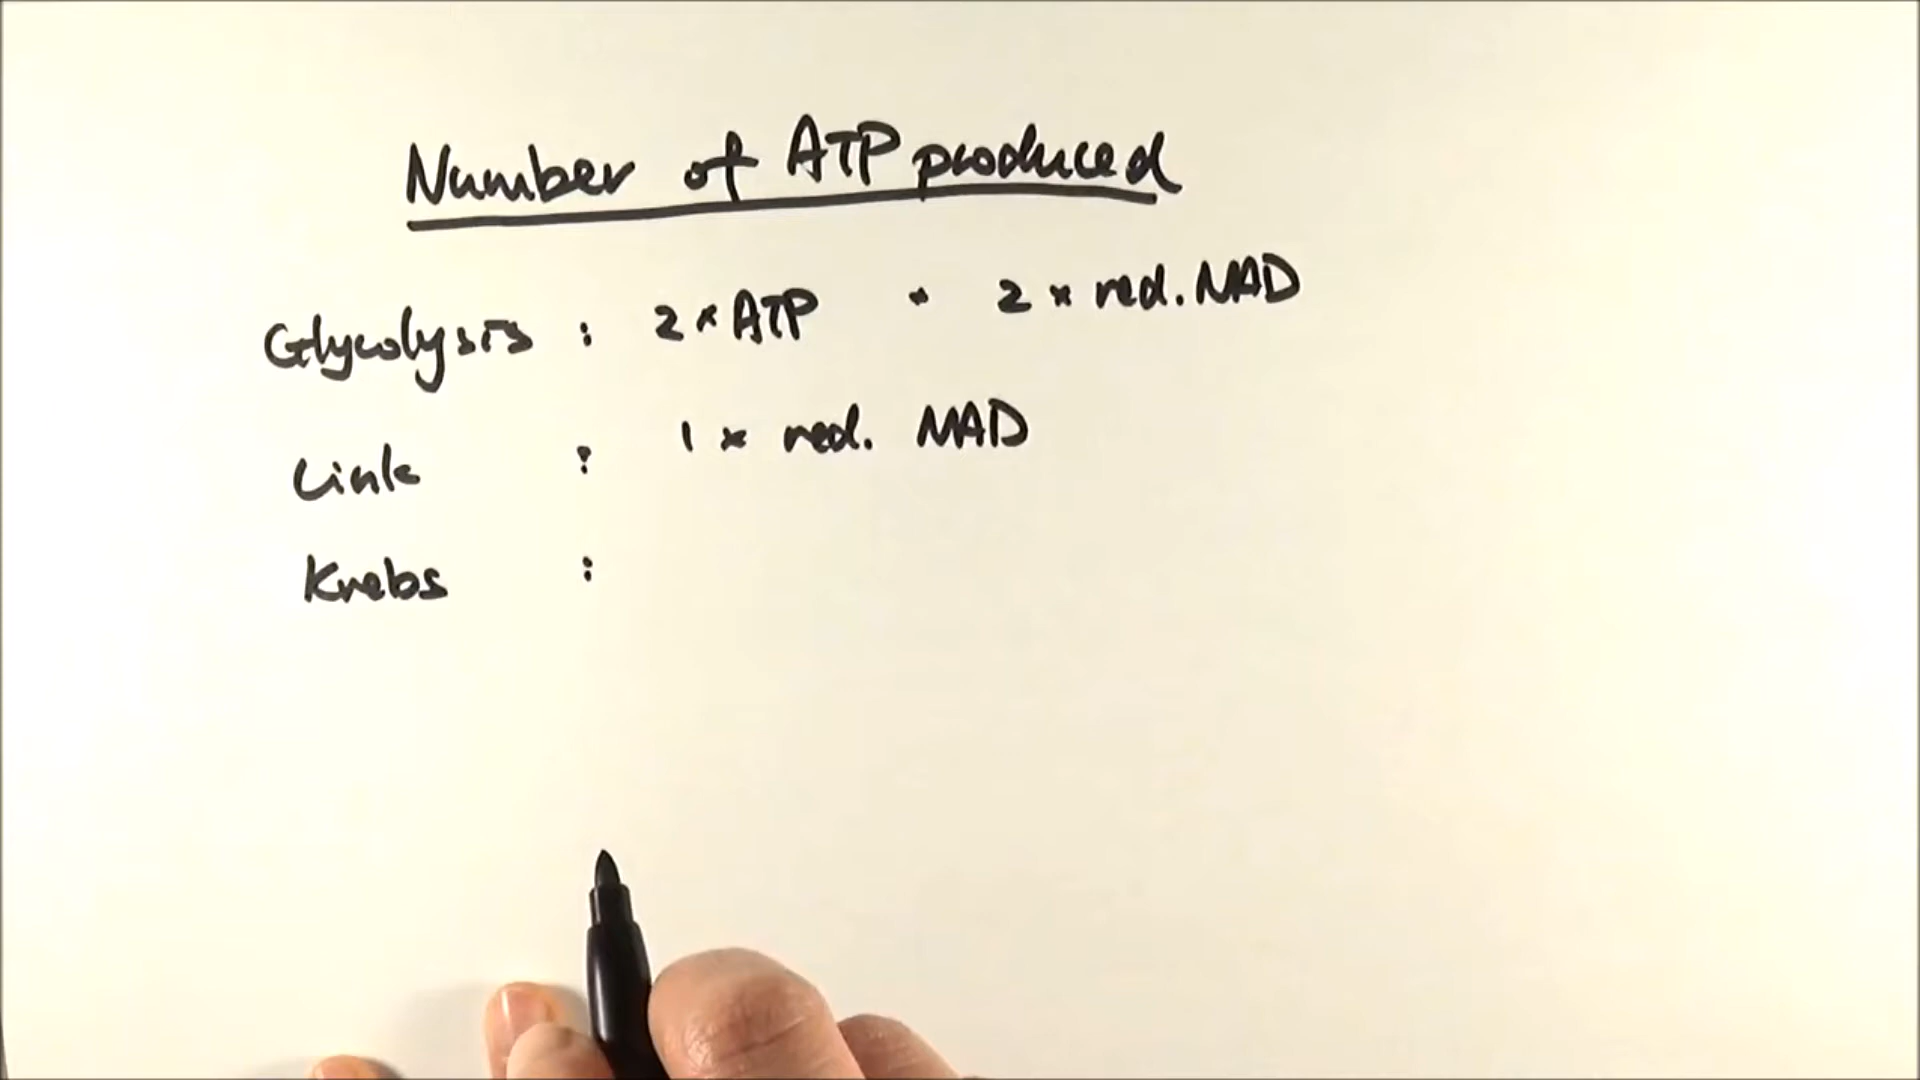 Number of ATP produced
Glycolysis : 2 × ATP • 2 × red. NAD
Link : 1 × red. NAD
Krebs :